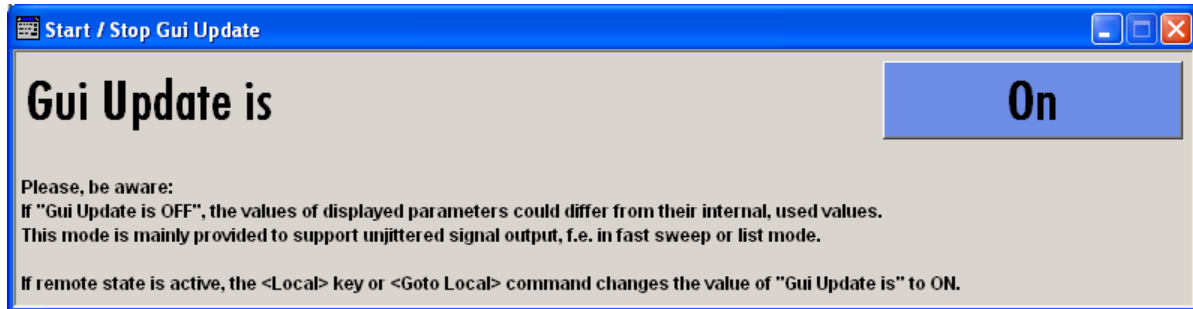 Start / Stop Gui Update
Gui Update is
On
Please, be aware:
If "Gui Update is OFF", the values of displayed parameters could differ from their internal, used values.
This mode is mainly provided to support unjittered signal output, f.e. in fast sweep or list mode.
If remote state is active, the <Local> key or <Goto Local> command changes the value of "Gui Update is" to ON.